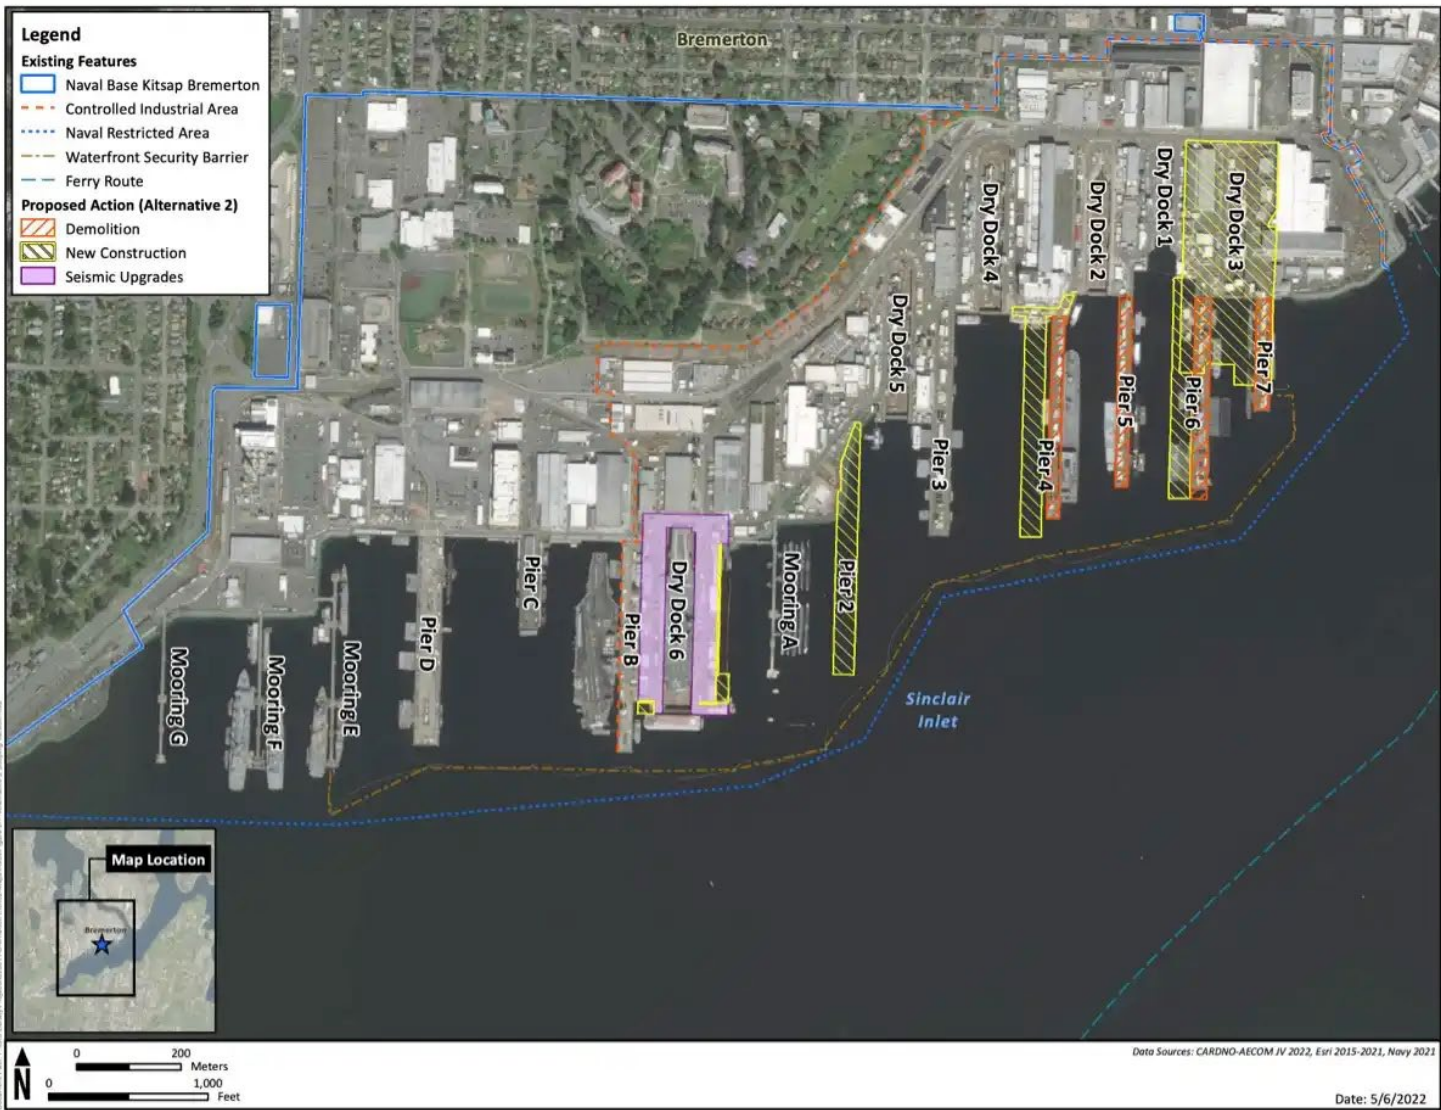 Legend
Existing Features
Naval Base Kitsap Bremerton
Controlled Industrial Area
Naval Restricted Area
Waterfront Security Barrier
Ferry Route
Proposed Action (Alternative 2)
Demolition
New Construction
Seismic Upgrades
Bremerton
Dry Dock 4
Dry Dock 2
Dry Dock 1
Dry Dock 3
Dry Dock 5
Pier 3
Pier 4
Pier 5
Pier 6
Pier 7
Mooring G
Mooring F
Mooring E
Pier D
Pier C
Pier B
Dry Dock 6
Mooring A
Pier 2
Sinclair
Inlet
Map Location
Bremerton
N
0 200
Meters
0 1,000
Feet
Data Sources: CARDNO-AECOM JV 2022, Esri 2015-2021, Navy 2021
Date: 5/6/2022